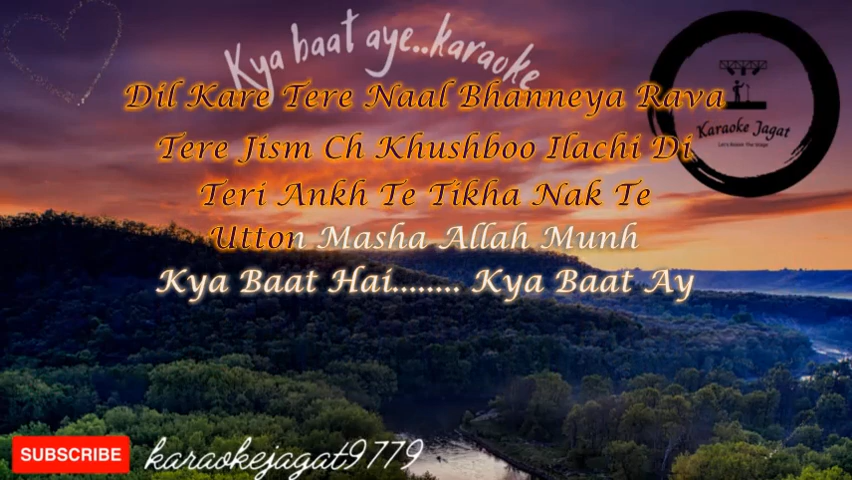 Kya baat aye..karaoke
Dil Kare Tere Naal Bhanneya Rava
Tere Jism Ch Khushboo Ilachi Di
Teri Ankh Te Tikha Nak Te
Utton Masha Allah Munh
Kya Baat Hai........ Kya Baat Ay
Karaoke Jagat
SUBSCRIBE
karaokejagat9779